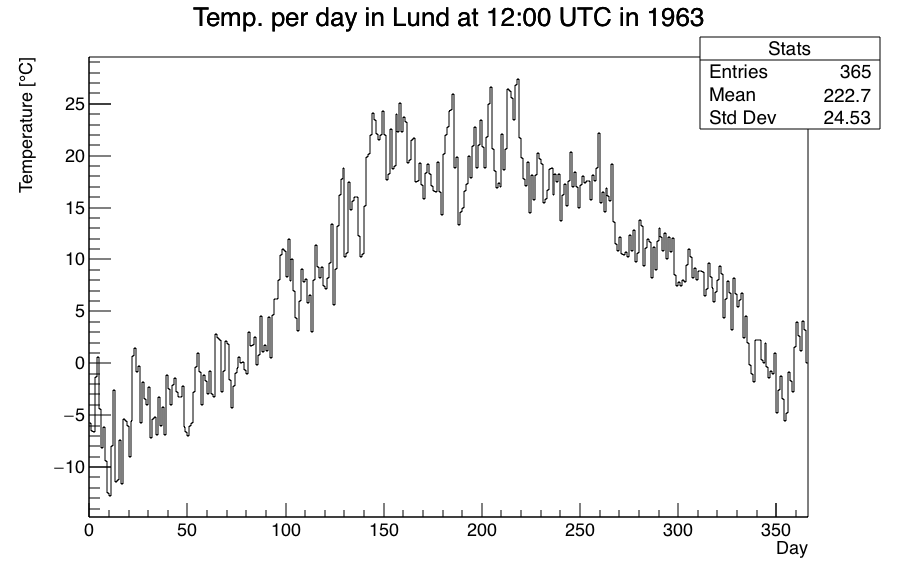 Temp. per day in Lund at 12:00 UTC in 1963
Stats
Entries 365
Mean 222.7
Std Dev 24.53
Temperature [°C]
25
20
15
10
5
0
−5
−10
0 50 100 150 200 250 300 350
Day